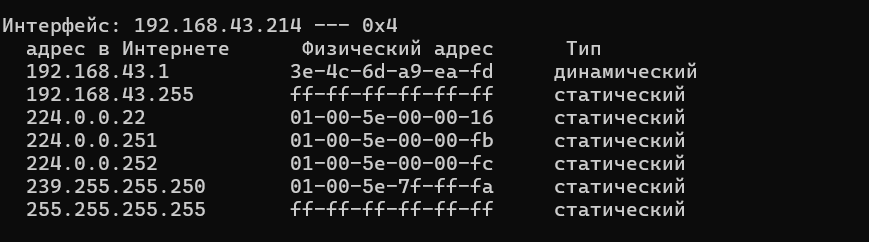 Интерфейс: 192.168.43.214 --- 0x4
адрес в Интернете Физический адрес Тип
192.168.43.1 3e-4c-6d-a9-ea-fd динамический
192.168.43.255 ff-ff-ff-ff-ff-ff статический
224.0.0.22 01-00-5e-00-00-16 статический
224.0.0.251 01-00-5e-00-00-fb статический
224.0.0.252 01-00-5e-00-00-fc статический
239.255.255.250 01-00-5e-7f-ff-fa статический
255.255.255.255 ff-ff-ff-ff-ff-ff статический